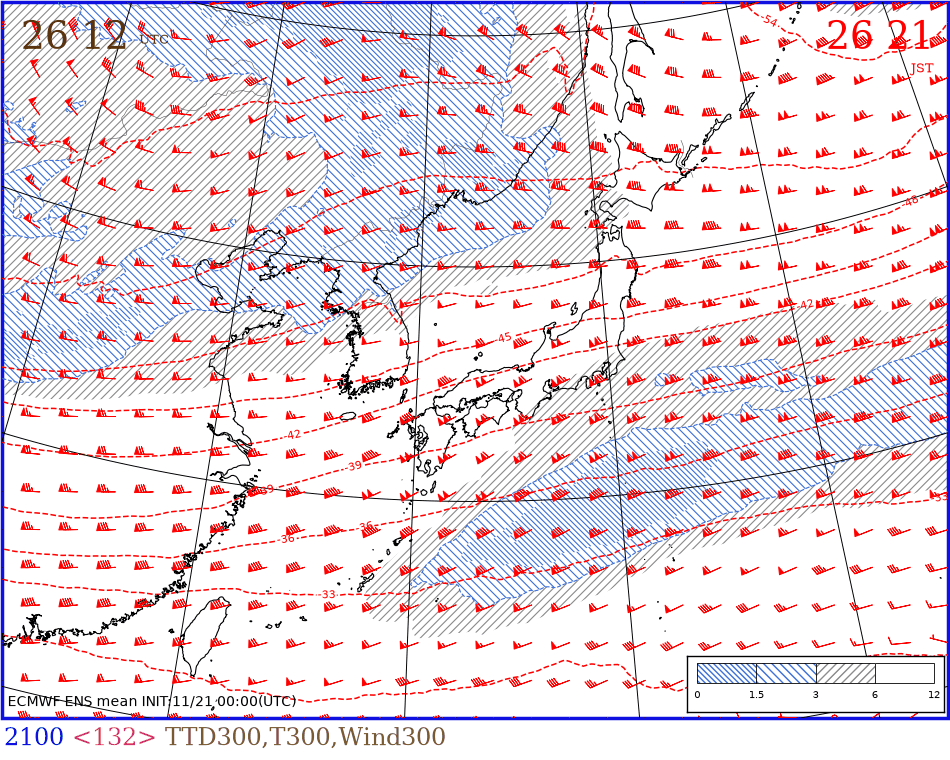 26 12 UTC
26 21
JST
-54
-48
-42
-45
-42
-39
-39
-36
-36
-33
-33
ECMWF ENS mean INIT:11/21 00:00(UTC)
0 1.5 3 6 12
2100 <132> TTD300,T300,Wind300